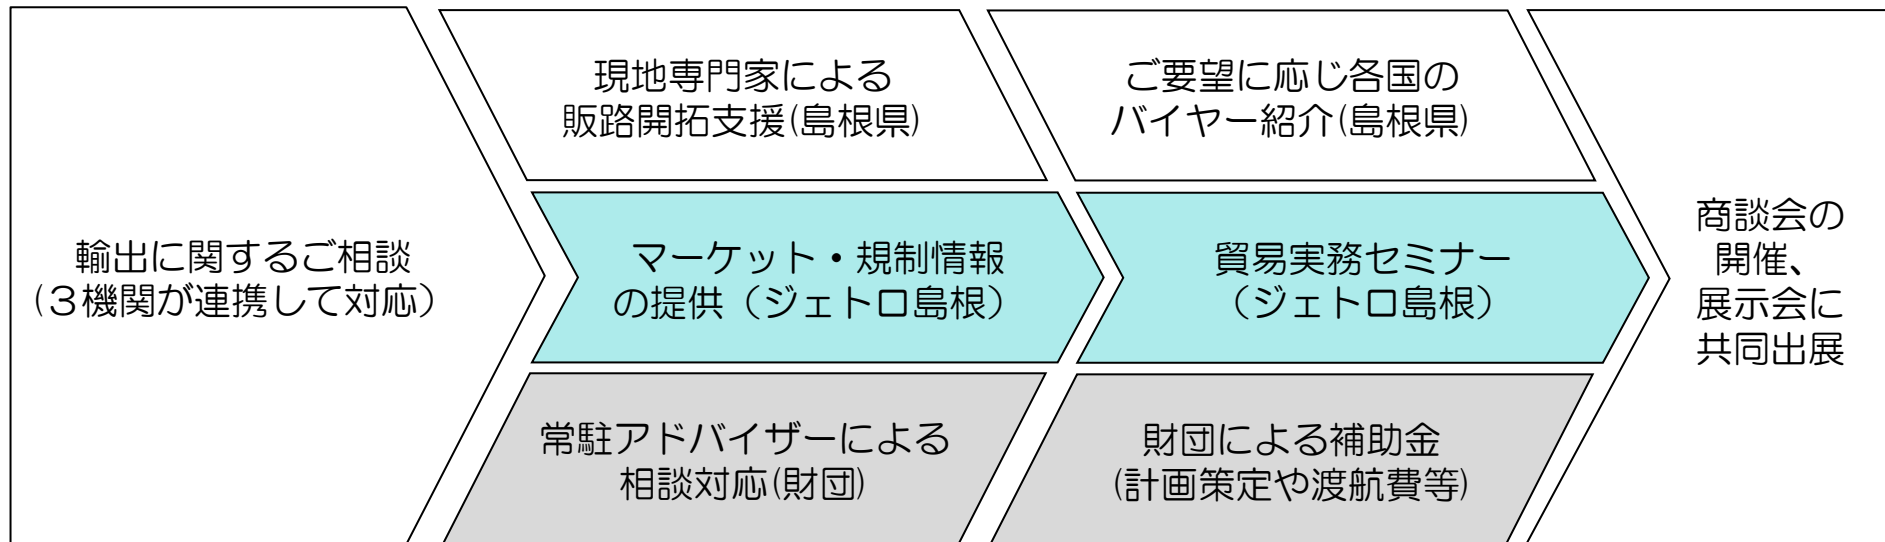 輸出に関するご相談
(３機関が連携して対応）
現地専門家による
販路開拓支援(島根県)
ご要望に応じ各国の
バイヤー紹介(島根県)
マーケット・規制情報
の提供（ジェトロ島根）
貿易実務セミナー
（ジェトロ島根）
常駐アドバイザーによる
相談対応(財団)
財団による補助金
(計画策定や渡航費等)
商談会の
開催、
展示会に
共同出展